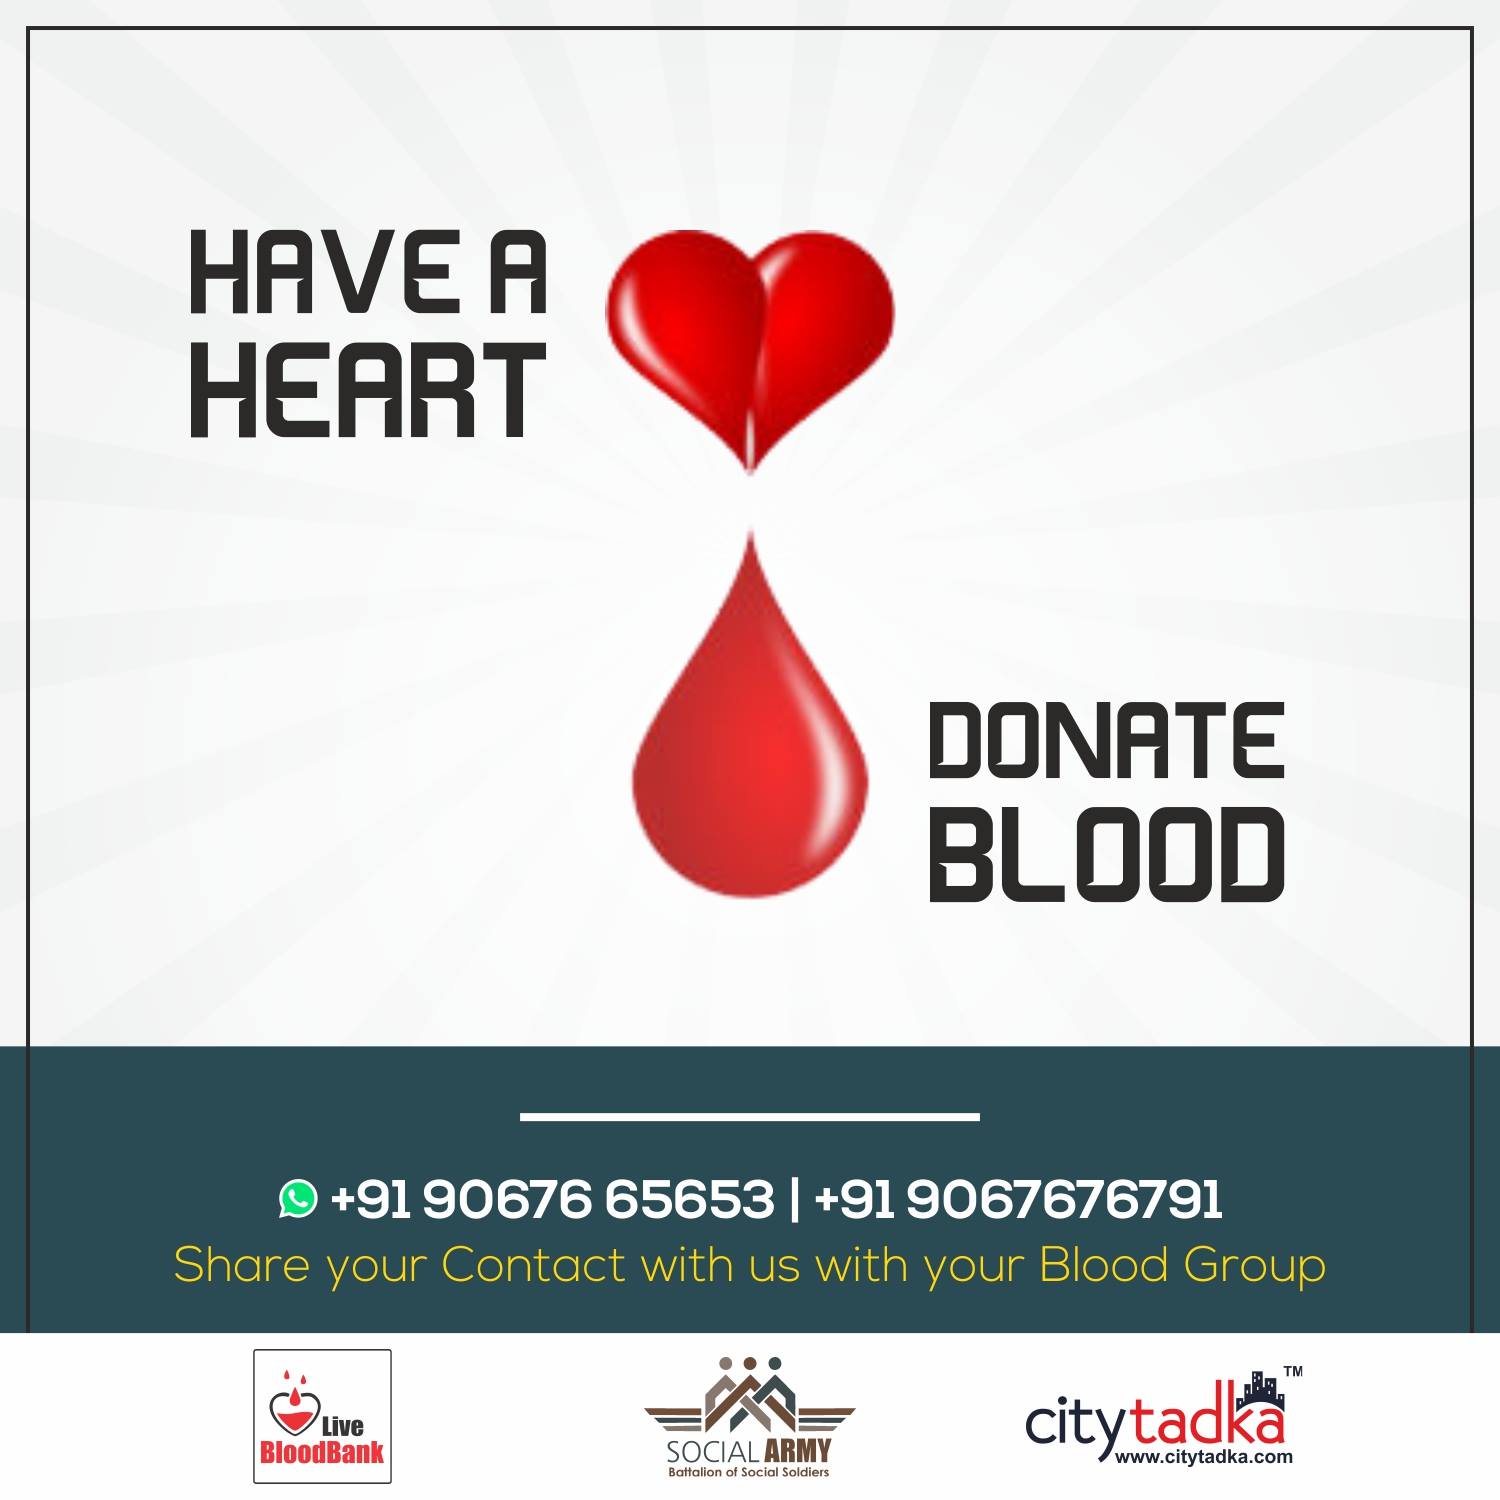 HAVE A
HEART
DONATE
BLOOD
+91 90676 65653 | +91 9067676791
Share your Contact with us with your Blood Group
Live
BloodBank
SOCIAL ARMY
Battalion of Social Soldiers
citytadka TM
www.citytadka.com